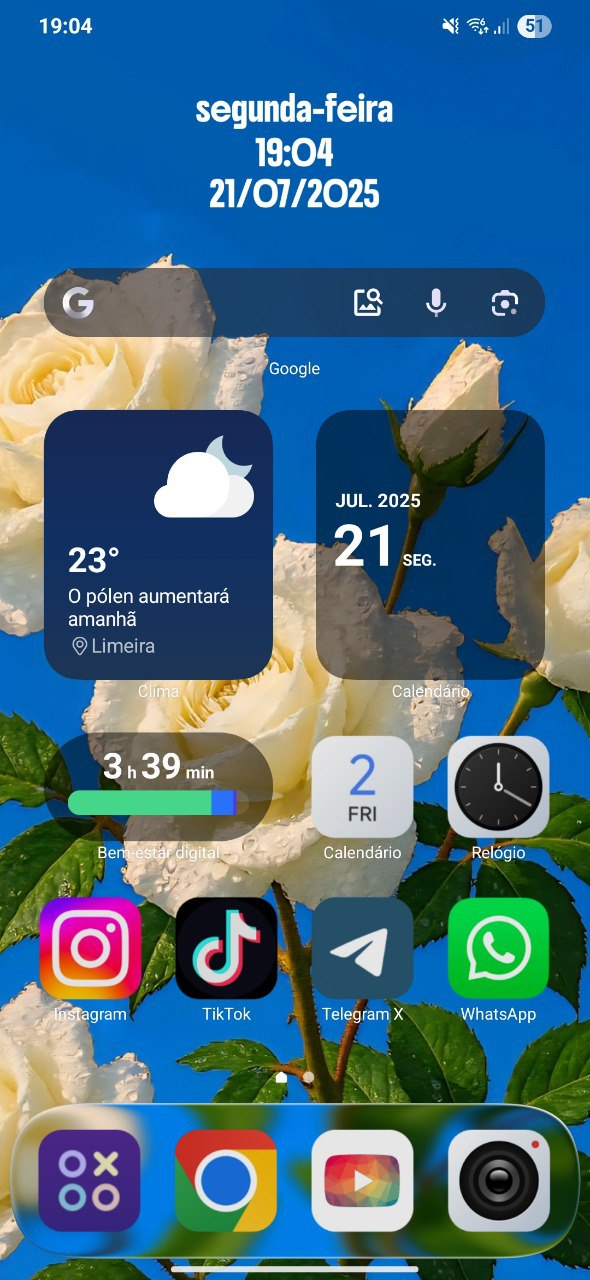 19:04
6
51
segunda-feira
19:04
21/07/2025
G
Google
23°
O pólen aumentará
amanhã
Limeira
Clima
JUL. 2025
21 SEG.
Calendário
3 h 39 min
Bem-estar digital
2
FRI
Calendário
Relógio
Instagram
TikTok
Telegram X
WhatsApp